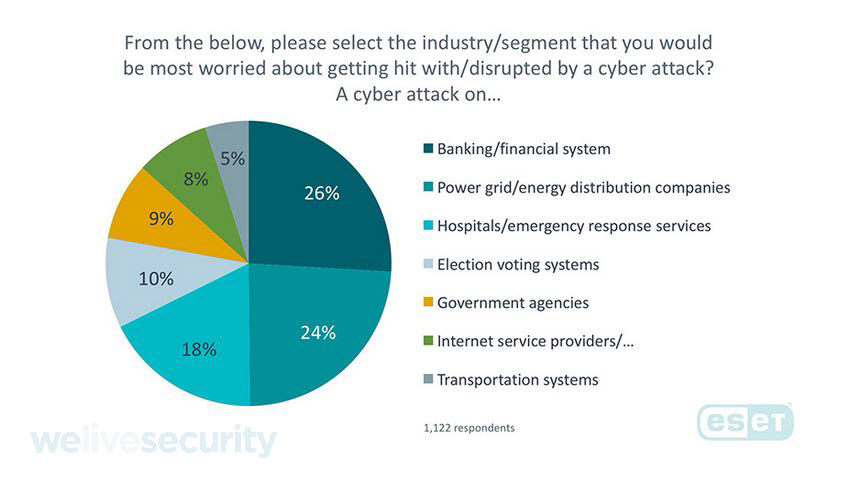 From the below, please select the industry/segment that you would
be most worried about getting hit with/disrupted by a cyber attack?
A cyber attack on…
5%
8%
9%
10%
18%
24%
26%
Banking/financial system
Power grid/energy distribution companies
Hospitals/emergency response services
Election voting systems
Government agencies
Internet service providers/…
Transportation systems
1,122 respondents
welivesecurity
eseT